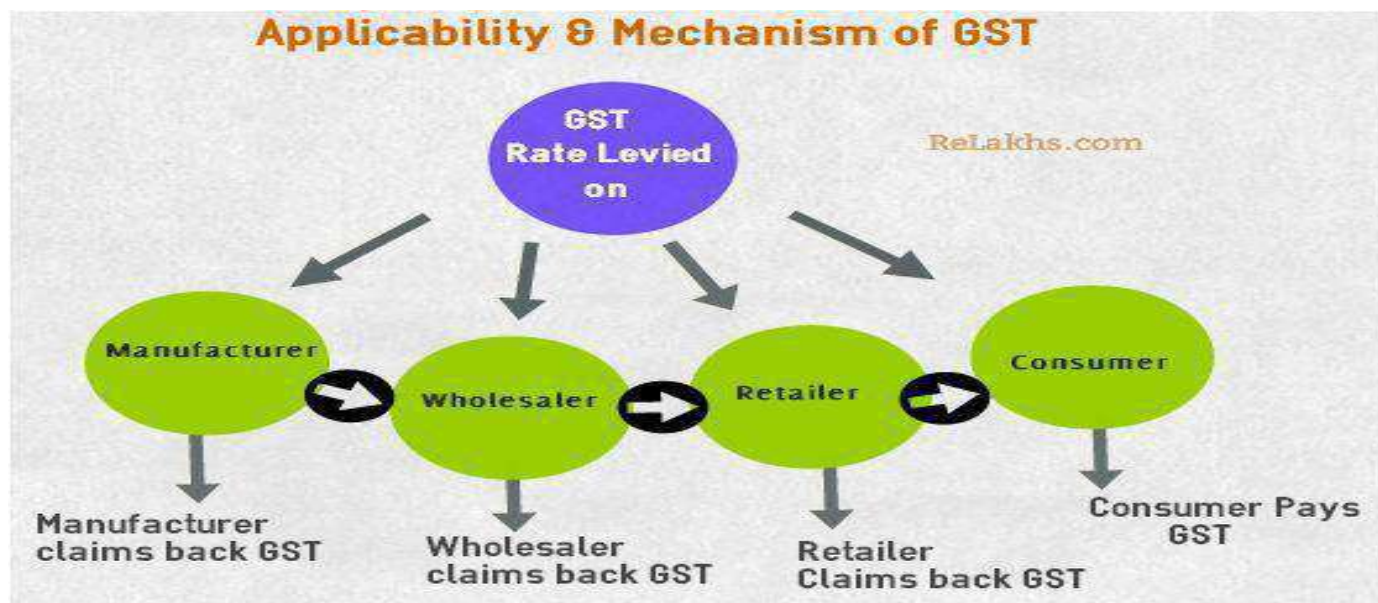 Applicability & Mechanism of GST
GST
Rate Levied
on
ReLakhs.com
Manufacturer
Wholesaler
Retailer
Consumer
Manufacturer
claims back GST
Wholesaler
claims back GST
Retailer
Claims back GST
Consumer Pays
GST